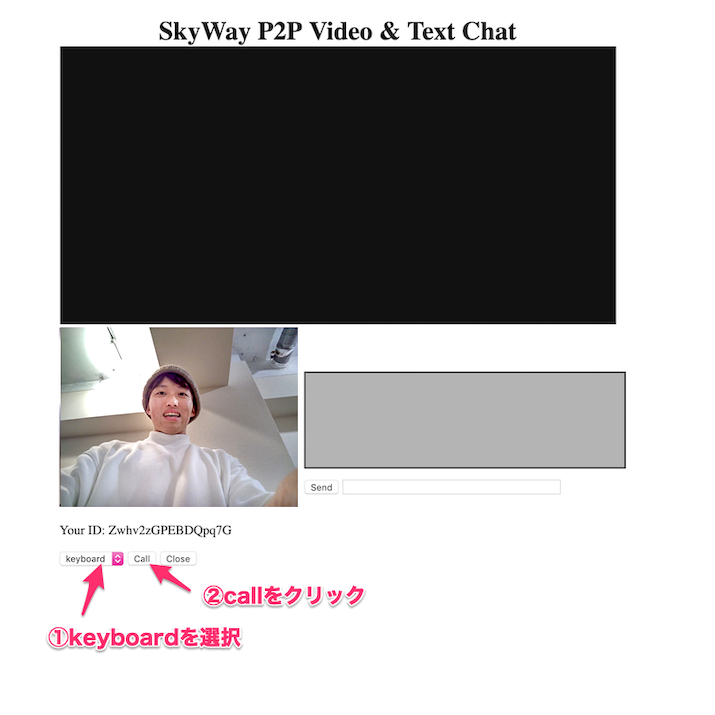 SkyWay P2P Video & Text Chat
Send
Your ID: Zwhv2zGPEBDQpq7G
keyboard Call Close
②callをクリック
①keyboardを選択